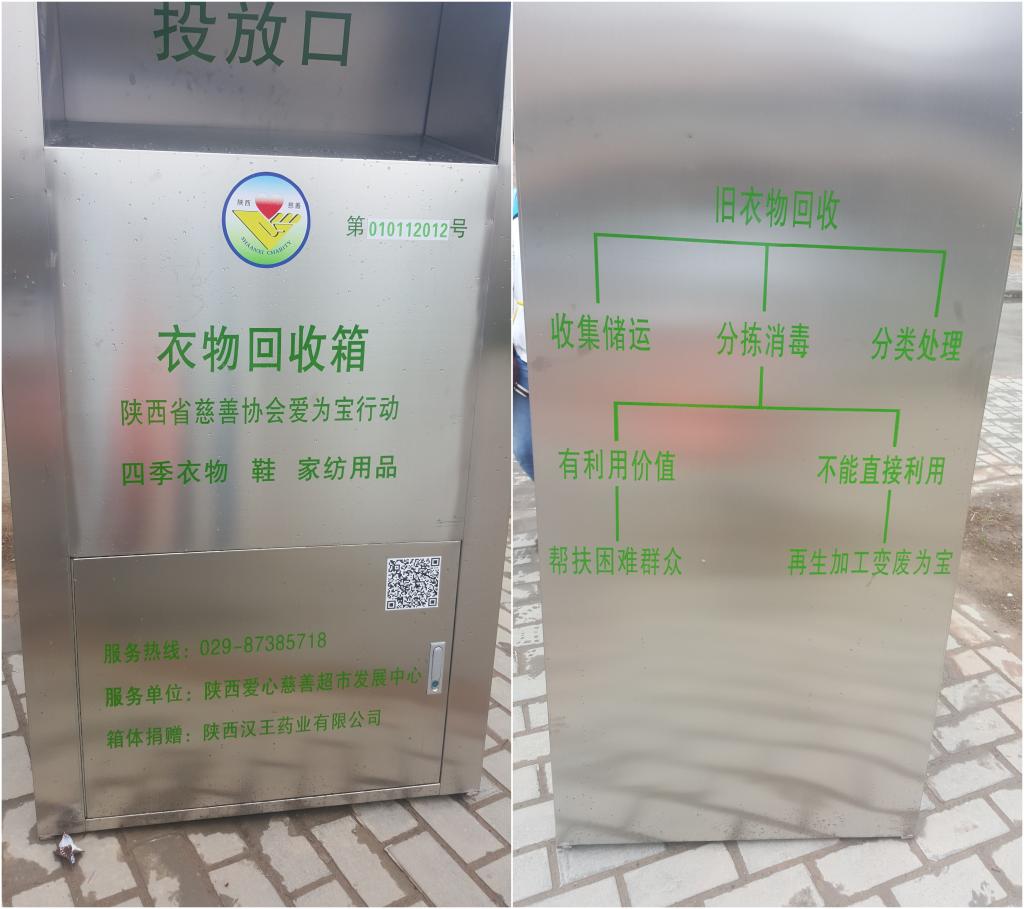 投放口
陕西 慈善
SHAANXI CHARITY
第010112012号
衣物回收箱
陕西省慈善协会爱为宝行动
四季衣物 鞋 家纺用品
服务热线：029-87385718
服务单位：陕西爱心慈善超市发展中心
箱体捐赠：陕西汉王药业有限公司
旧衣物回收
收集储运 分拣消毒 分类处理
有利用价值 不能直接利用
帮扶困难群众 再生加工变废为宝